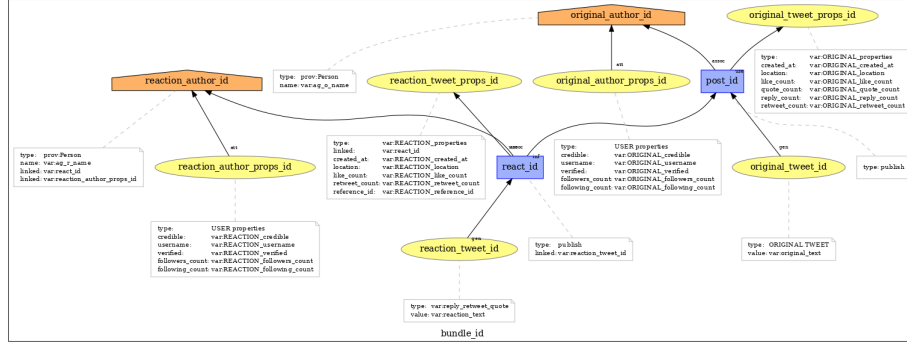 original_author_id
original_tweet_props_id
type: prov:Person
name: var:ag_o_name
reaction_author_id
reaction_tweet_props_id
original_author_props_id
post_id
att
assoc
use
type: var:ORIGINAL_properties
created_at: var:ORIGINAL_created_at
location: var:ORIGINAL_location
like_count: var:ORIGINAL_like_count
quote_count: var:ORIGINAL_quote_count
reply_count: var:ORIGINAL_reply_count
retweet_count: var:ORIGINAL_retweet_count
type: prov:Person
name: var:ag_r_name
linked: var:react_id
linked: var:reaction_author_props_id
att
reaction_author_props_id
type: var:REACTION_properties
linked: var:react_id
created_at: var:REACTION_created_at
location: var:REACTION_location
like_count: var:REACTION_like_count
retweet_count: var:REACTION_retweet_count
reference_id: var:REACTION_reference_id
react_id
type: USER properties
credible: var:ORIGINAL_credible
username: var:ORIGINAL_username
verified: var:ORIGINAL_verified
followers_count: var:ORIGINAL_followers_count
following_count: var:ORIGINAL_following_count
gen
original_tweet_id
type: publish
type: USER properties
credible: var:REACTION_credible
username: var:REACTION_username
verified: var:REACTION_verified
followers_count: var:REACTION_followers_count
following_count: var:REACTION_following_count
gen
reaction_tweet_id
type: publish
linked: var:reaction_tweet_id
type: ORIGINAL TWEET
value: var:original_text
type: var:reply_retweet_quote
value: var:reaction_text
bundle_id